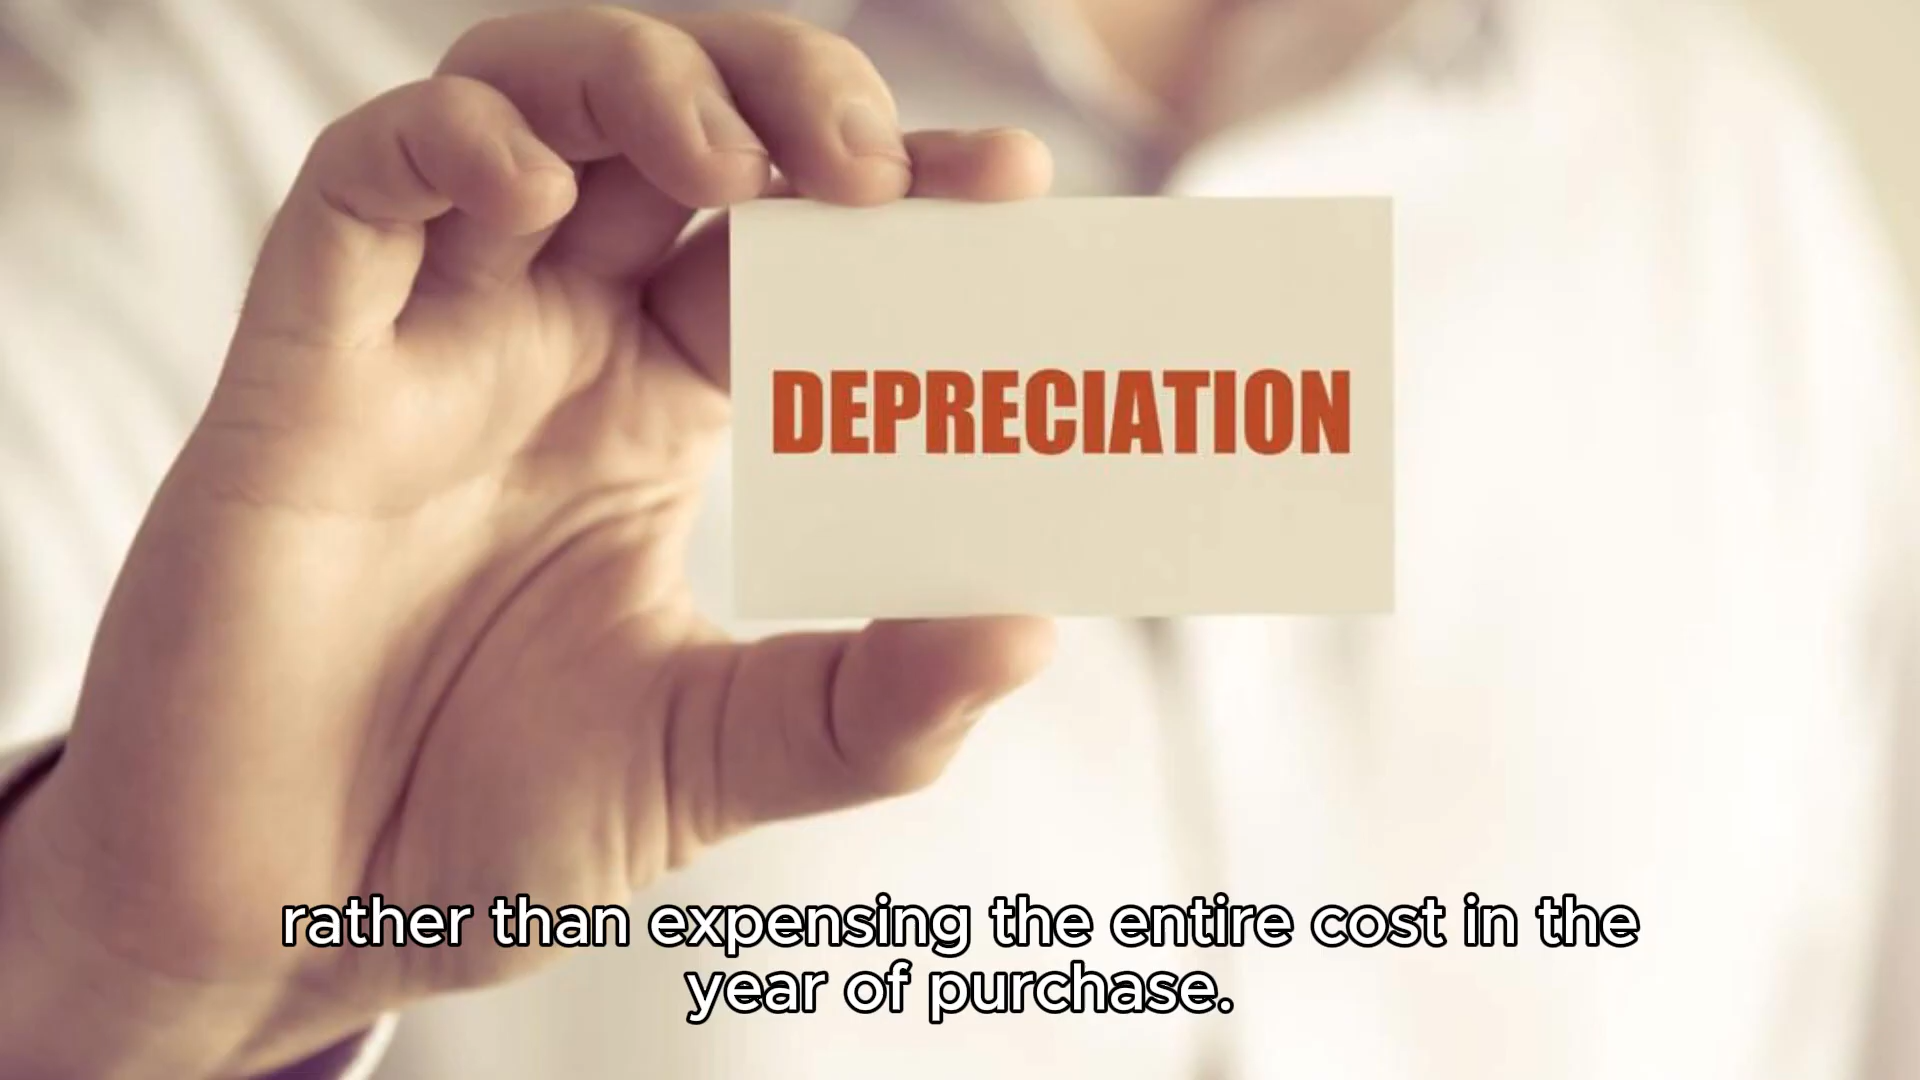 DEPRECIATION
rather than expensing the entire cost in the
year of purchase.